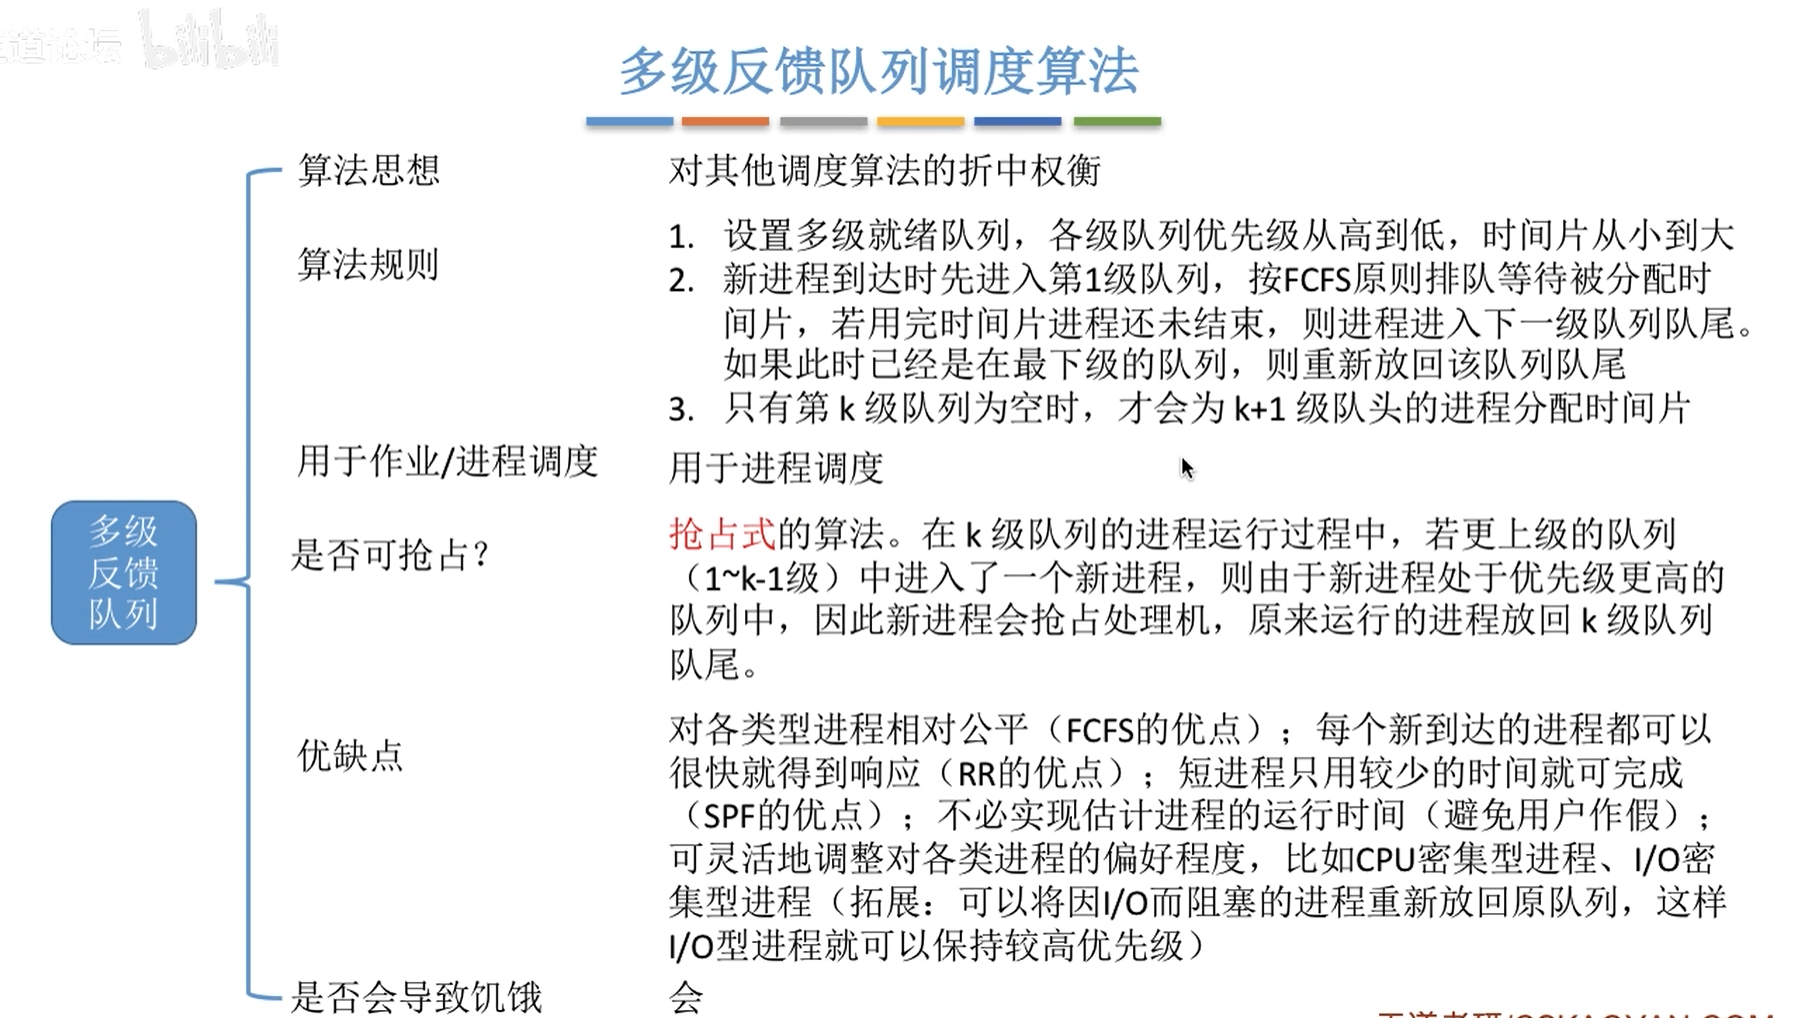 王道论坛 bilibili
多级反馈队列调度算法
算法思想
对其他调度算法的折中权衡
算法规则
1. 设置多级就绪队列，各级队列优先级从高到低，时间片从小到大
2. 新进程到达时先进入第1级队列，按FCFS原则排队等待被分配时
间片，若用完时间片进程还未结束，则进程进入下一级队列队尾。
如果此时已经是在最下级的队列，则重新放回该队列队尾
3. 只有第 k 级队列为空时，才会为 k+1 级队头的进程分配时间片
用于作业/进程调度
用于进程调度
多级
反馈
队列
是否可抢占？
抢占式的算法。在 k 级队列的进程运行过程中，若更上级的队列
（1~k-1级）中进入了一个新进程，则由于新进程处于优先级更高的
队列中，因此新进程会抢占处理机，原来运行的进程放回 k 级队列
队尾。
优缺点
对各类型进程相对公平（FCFS的优点）；每个新到达的进程都可以
很快就得到响应（RR的优点）；短进程只用较少的时间就可完成
（SPF的优点）；不必实现估计进程的运行时间（避免用户作假）；
可灵活地调整对各类进程的偏好程度，比如CPU密集型进程、I/O密
集型进程（拓展：可以将因I/O而阻塞的进程重新放回原队列，这样
I/O型进程就可以保持较高优先级）
是否会导致饥饿
会
王道考研/CSKAOYAN.COM